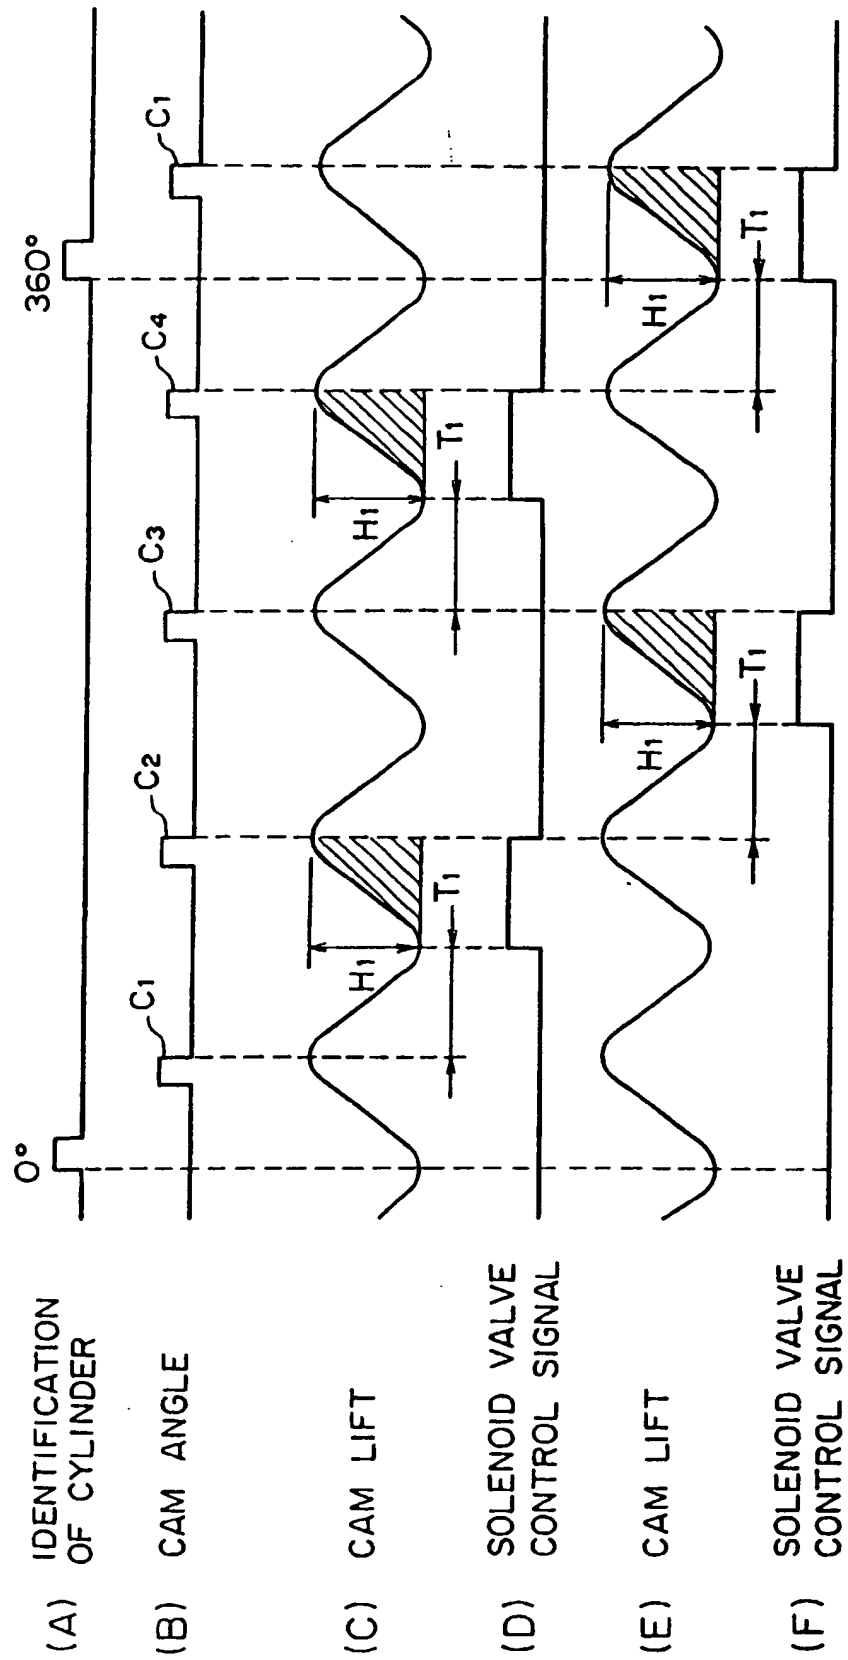 (A) IDENTIFICATION
OF CYLINDER
0°
360°
(B) CAM ANGLE
C1
C2
C3
C4
C1
(C) CAM LIFT
H1
T1
H1
T1
(D) SOLENOID VALVE
CONTROL SIGNAL
(E) CAM LIFT
H1
T1
H1
T1
(F) SOLENOID VALVE
CONTROL SIGNAL